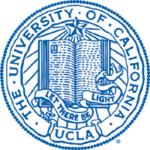 THE UNIVERSITY OF CALIFORNIA
LET THERE BE
LIGHT
UCLA
®